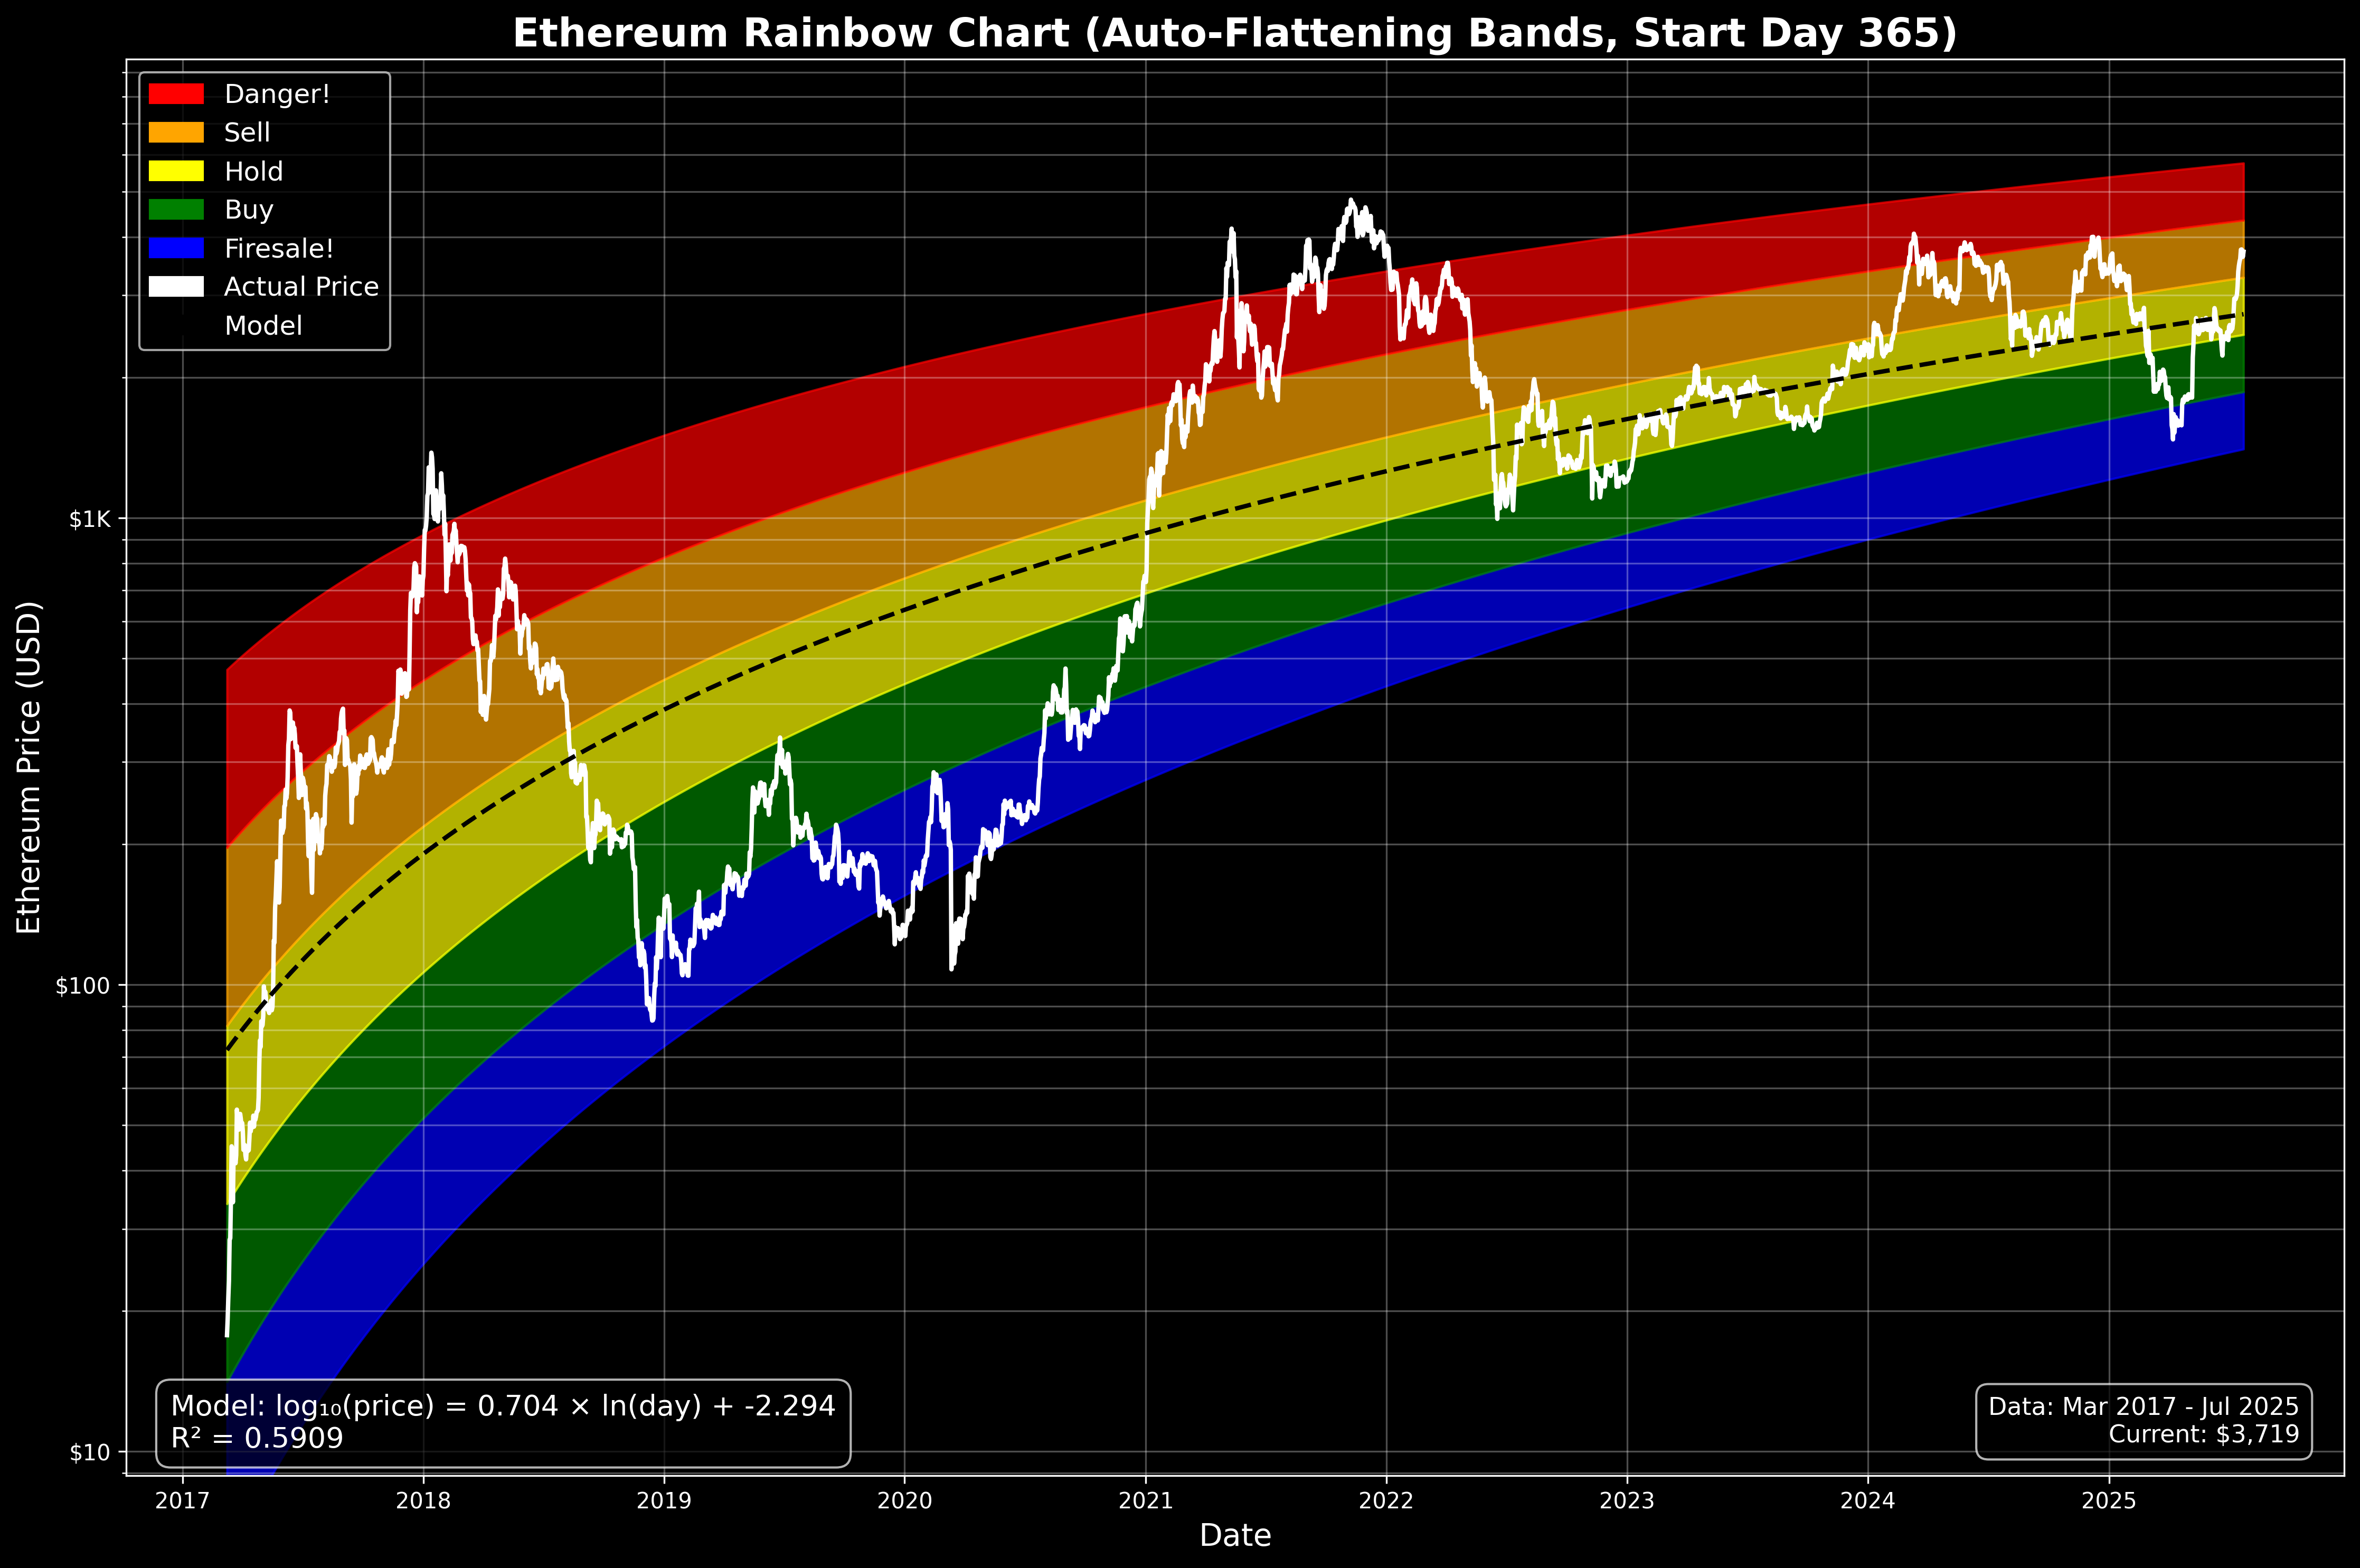 Ethereum Rainbow Chart (Auto-Flattening Bands, Start Day 365)
Danger!
Sell
Hold
Buy
Firesale!
Actual Price
Model
Ethereum Price (USD)
$1K
$100
$10
Model: log₁₀(price) = 0.704 × ln(day) + -2.294
R² = 0.5909
Data: Mar 2017 - Jul 2025
Current: $3,719
2017 2018 2019 2020 2021 2022 2023 2024 2025
Date